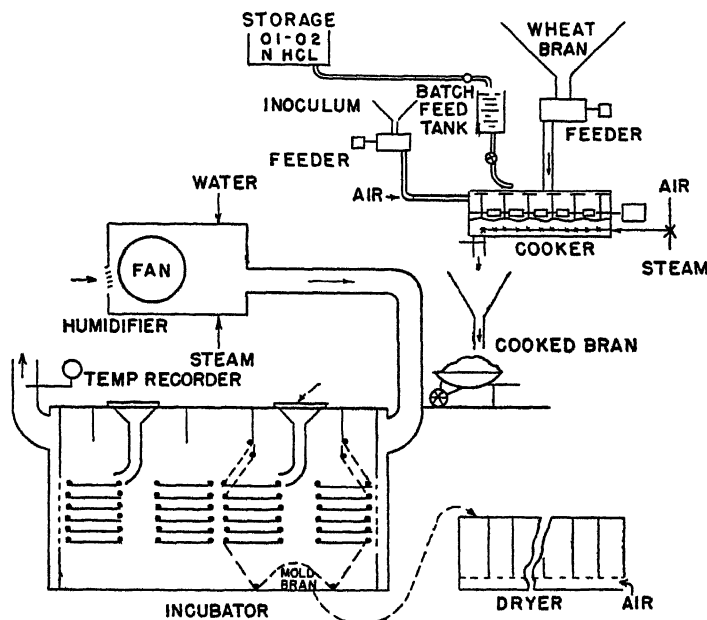 STORAGE
01-02
N HCL
WHEAT
BRAN
INOCULUM
BATCH
FEED
TANK
FEEDER
FEEDER
WATER
AIR
AIR
COOKER
STEAM
FAN
HUMIDIFIER
STEAM
COOKED BRAN
TEMP RECORDER
MOLD
BRAN
INCUBATOR
DRYER
AIR